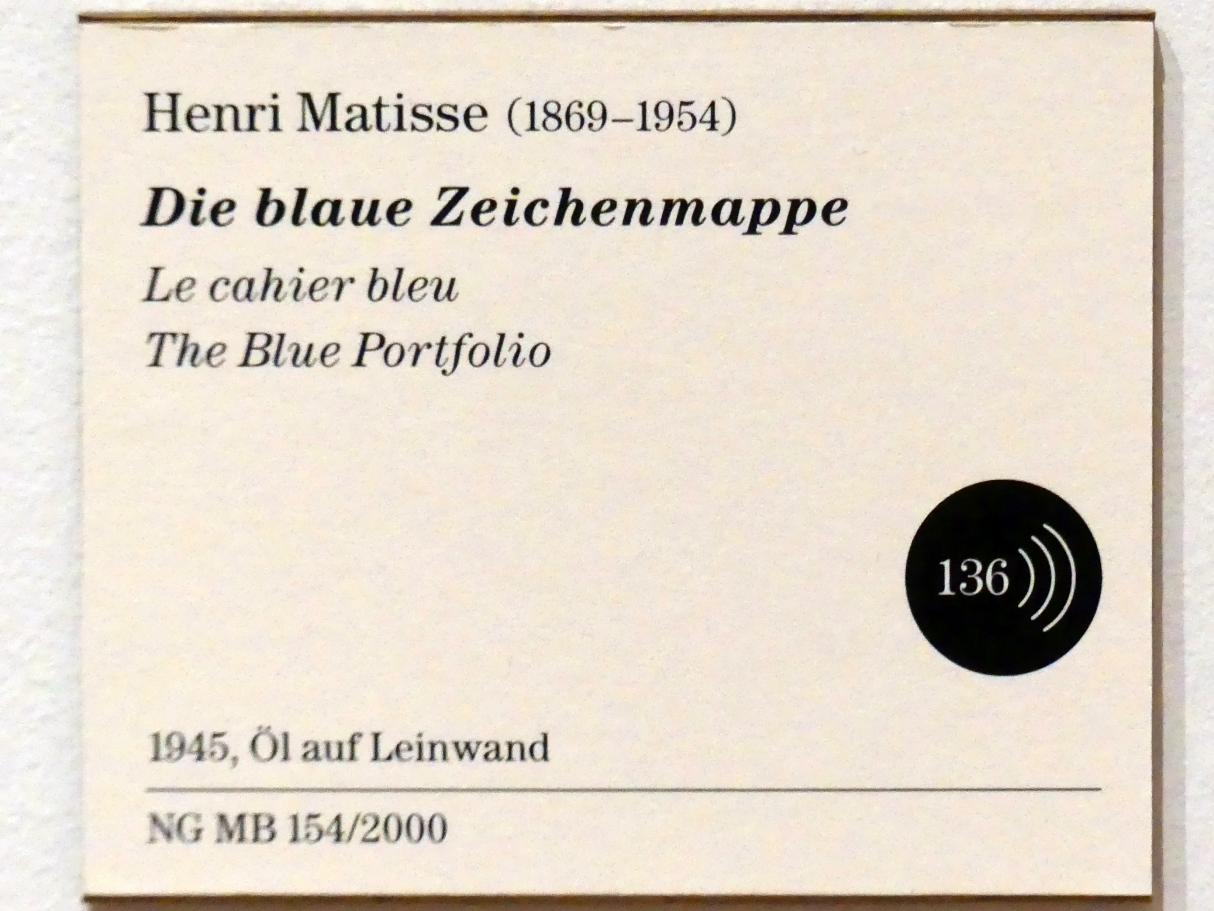 Henri Matisse (1869–1954)
Die blaue Zeichenmappe
Le cahier bleu
The Blue Portfolio
136
1945, Öl auf Leinwand
NG MB 154/2000